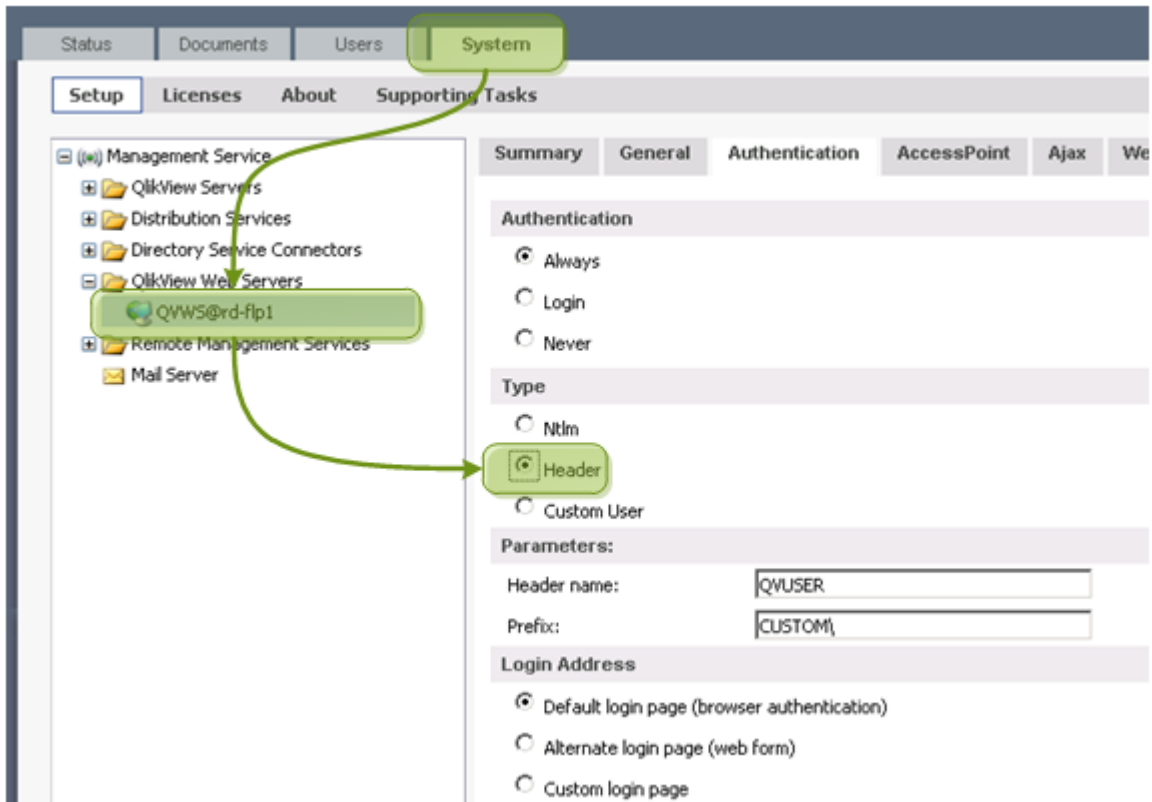 Status Documents Users System
Setup Licenses About Supporting Tasks
Management Service
QlikView Servers
Distribution Services
Directory Service Connectors
QlikView Web Servers
QVWS@rd-flp1
Remote Management Services
Mail Server
Summary General Authentication AccessPoint Ajax We
Authentication
Always
Login
Never
Type
Ntlm
Header
Custom User
Parameters:
Header name: QVUSER
Prefix: CUSTOM\
Login Address
Default login page (browser authentication)
Alternate login page (web form)
Custom login page